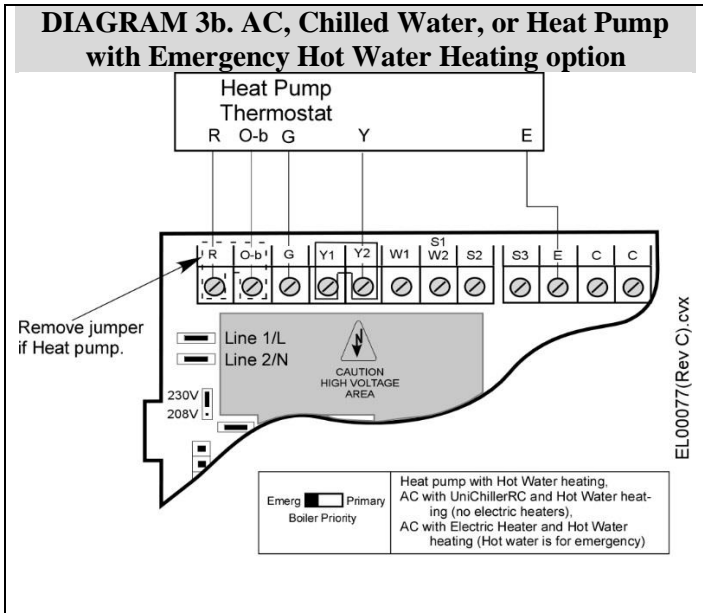 DIAGRAM 3b. AC, Chilled Water, or Heat Pump
with Emergency Hot Water Heating option
Heat Pump
Thermostat
R O-b G Y E
S1
R O-b G Y1 Y2 W1 W2 S2 S3 E C C
Remove jumper
if Heat pump.
Line 1/L
Line 2/N
CAUTION
HIGH VOLTAGE
AREA
230V
208V
EL00077(Rev C).cvx
Emerg Primary
Boiler Priority
Heat pump with Hot Water heating,
AC with UniChillerRC and Hot Water heat-
ing (no electric heaters),
AC with Electric Heater and Hot Water
heating (Hot water is for emergency)